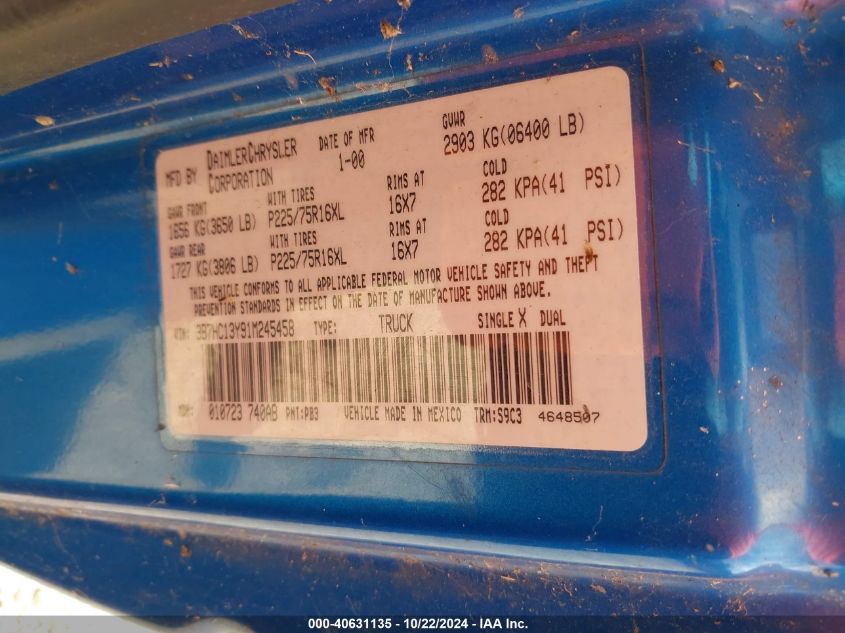 MFD BY DAIMLERCHRYSLER CORPORATION DATE OF MFR 1-00 GVWR 2903 KG(06400 LB)
GAWR FRONT WITH TIRES RIMS AT COLD
1656 KG(3650 LB) P225/75R16XL 16X7 282 KPA(41 PSI)
GAWR REAR WITH TIRES RIMS AT COLD
1727 KG(3806 LB) P225/75R16XL 16X7 282 KPA(41 PSI)
THIS VEHICLE CONFORMS TO ALL APPLICABLE FEDERAL MOTOR VEHICLE SAFETY AND THEFT
PREVENTION STANDARDS IN EFFECT ON THE DATE OF MANUFACTURE SHOWN ABOVE.
VIN: 3B7HC13Y91M245458 TYPE: TRUCK SINGLE X DUAL
MDH: 010723 740AB PNT:PB3 VEHICLE MADE IN MEXICO TRM:S9C3 4648507
000-40631135 - 10/22/2024 - IAA Inc.